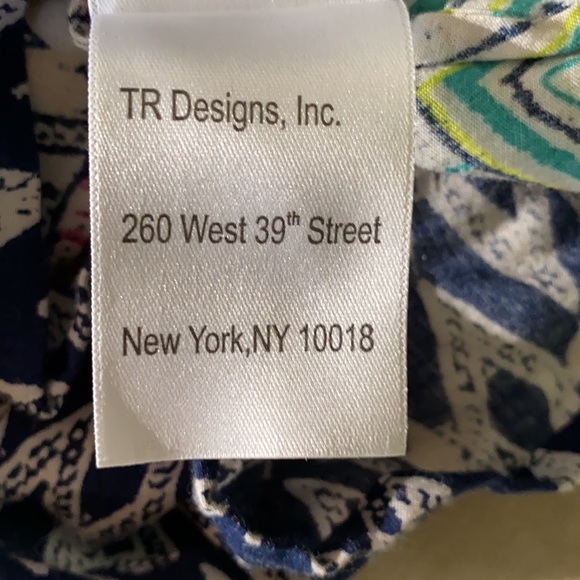 TR Designs, Inc.
260 West 39th Street
New York,NY 10018